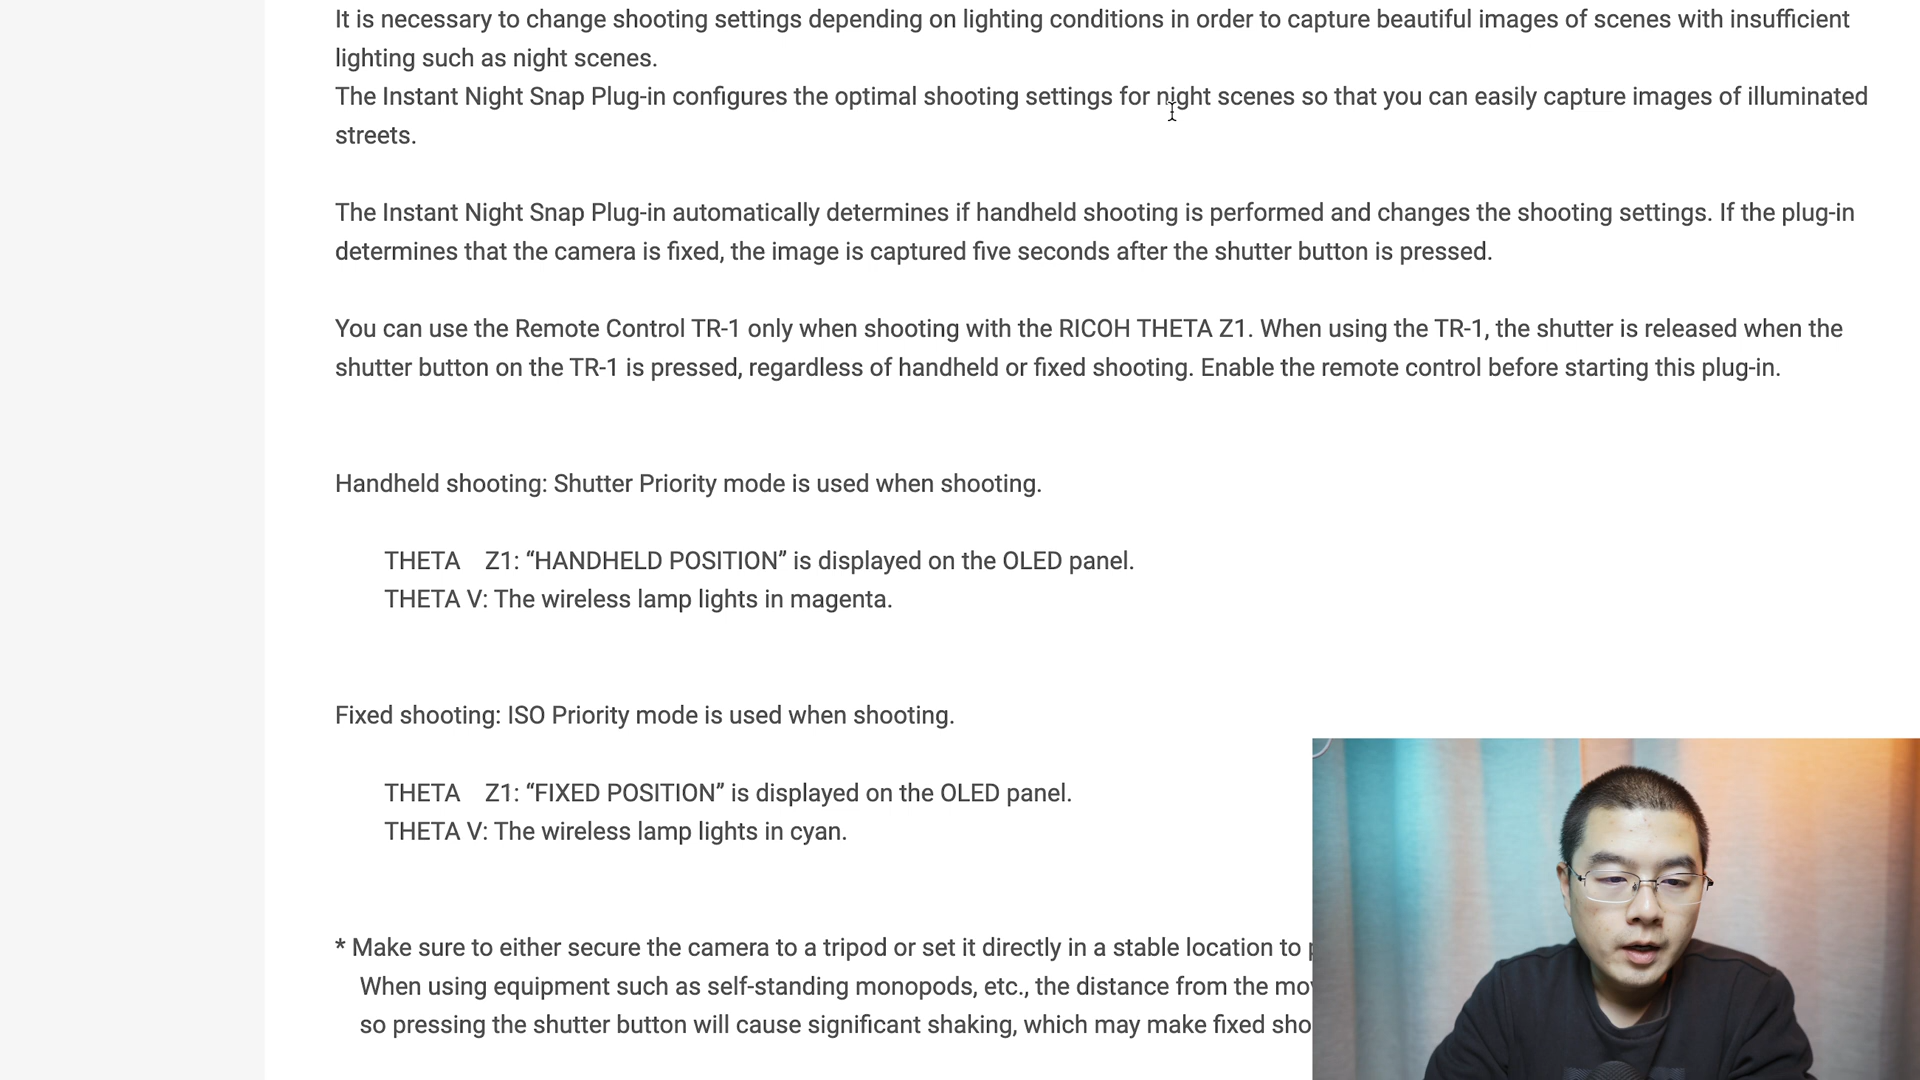 It is necessary to change shooting settings depending on lighting conditions in order to capture beautiful images of scenes with insufficient
lighting such as night scenes.
The Instant Night Snap Plug-in configures the optimal shooting settings for night scenes so that you can easily capture images of illuminated
streets.
The Instant Night Snap Plug-in automatically determines if handheld shooting is performed and changes the shooting settings. If the plug-in
determines that the camera is fixed, the image is captured five seconds after the shutter button is pressed.
You can use the Remote Control TR-1 only when shooting with the RICOH THETA Z1. When using the TR-1, the shutter is released when the
shutter button on the TR-1 is pressed, regardless of handheld or fixed shooting. Enable the remote control before starting this plug-in.
Handheld shooting: Shutter Priority mode is used when shooting.
THETA Z1: “HANDHELD POSITION” is displayed on the OLED panel.
THETA V: The wireless lamp lights in magenta.
Fixed shooting: ISO Priority mode is used when shooting.
THETA Z1: “FIXED POSITION” is displayed on the OLED panel.
THETA V: The wireless lamp lights in cyan.
* Make sure to either secure the camera to a tripod or set it directly in a stable location to
When using equipment such as self-standing monopods, etc., the distance from the
so pressing the shutter button will cause significant shaking, which may make fixed